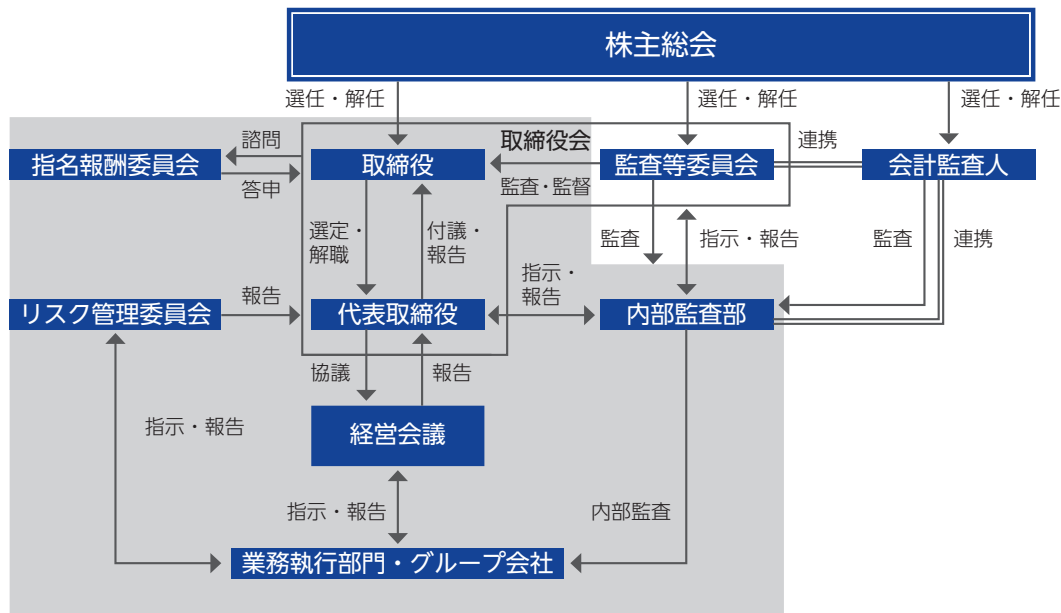 株主総会
選任・解任
選任・解任
選任・解任
諮問
取締役会
連携
指名報酬委員会
取締役
監査等委員会
会計監査人
答申
監査・監督
選定・
解職
付議・
報告
監査
指示・報告
監査
連携
指示・
報告
報告
リスク管理委員会
代表取締役
内部監査部
協議
報告
指示・報告
経営会議
指示・報告
内部監査
業務執行部門・グループ会社